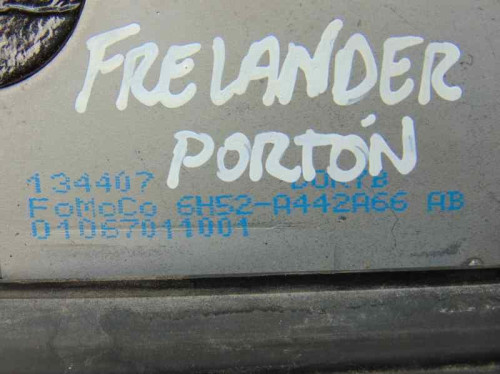 FRELANDER
PORTÓN
134407
FoMoCo 6H52-A442A66 AB
01067011001